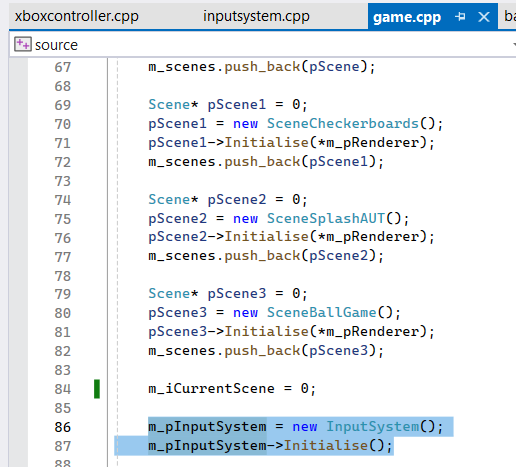 xboxcontroller.cpp inputsystem.cpp game.cpp ba
source
67 m_scenes.push_back(pScene);
68
69 Scene* pScene1 = 0;
70 pScene1 = new SceneCheckerboards();
71 pScene1->Initialise(*m_pRenderer);
72 m_scenes.push_back(pScene1);
73
74 Scene* pScene2 = 0;
75 pScene2 = new SceneSplashAUT();
76 pScene2->Initialise(*m_pRenderer);
77 m_scenes.push_back(pScene2);
78
79 Scene* pScene3 = 0;
80 pScene3 = new SceneBallGame();
81 pScene3->Initialise(*m_pRenderer);
82 m_scenes.push_back(pScene3);
83
84 m_iCurrentScene = 0;
85
86 m_pInputSystem = new InputSystem();
87 m_pInputSystem->Initialise();
88